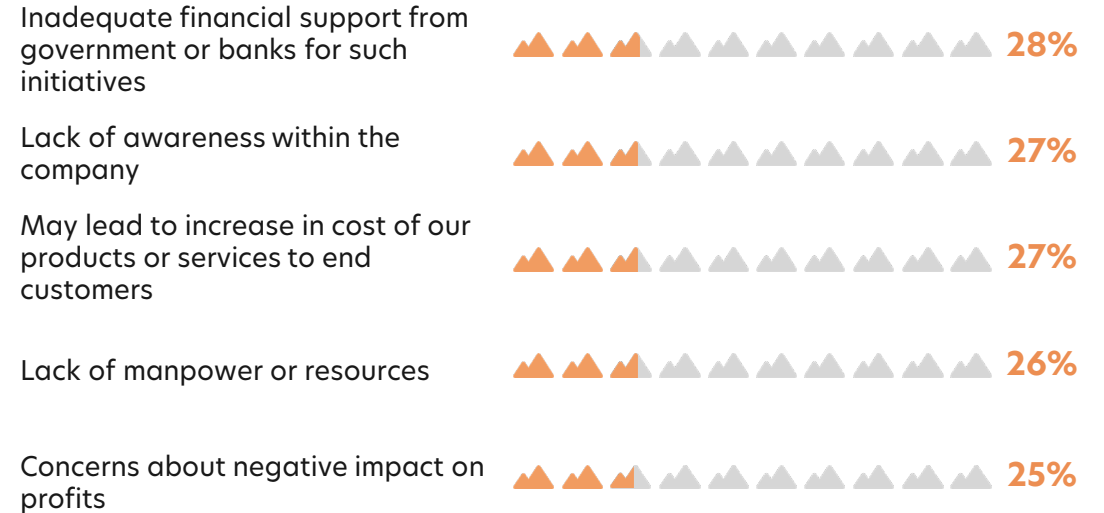 Inadequate financial support from
government or banks for such
initiatives
28%
Lack of awareness within the
company
27%
May lead to increase in cost of our
products or services to end
customers
27%
Lack of manpower or resources
26%
Concerns about negative impact on
profits
25%